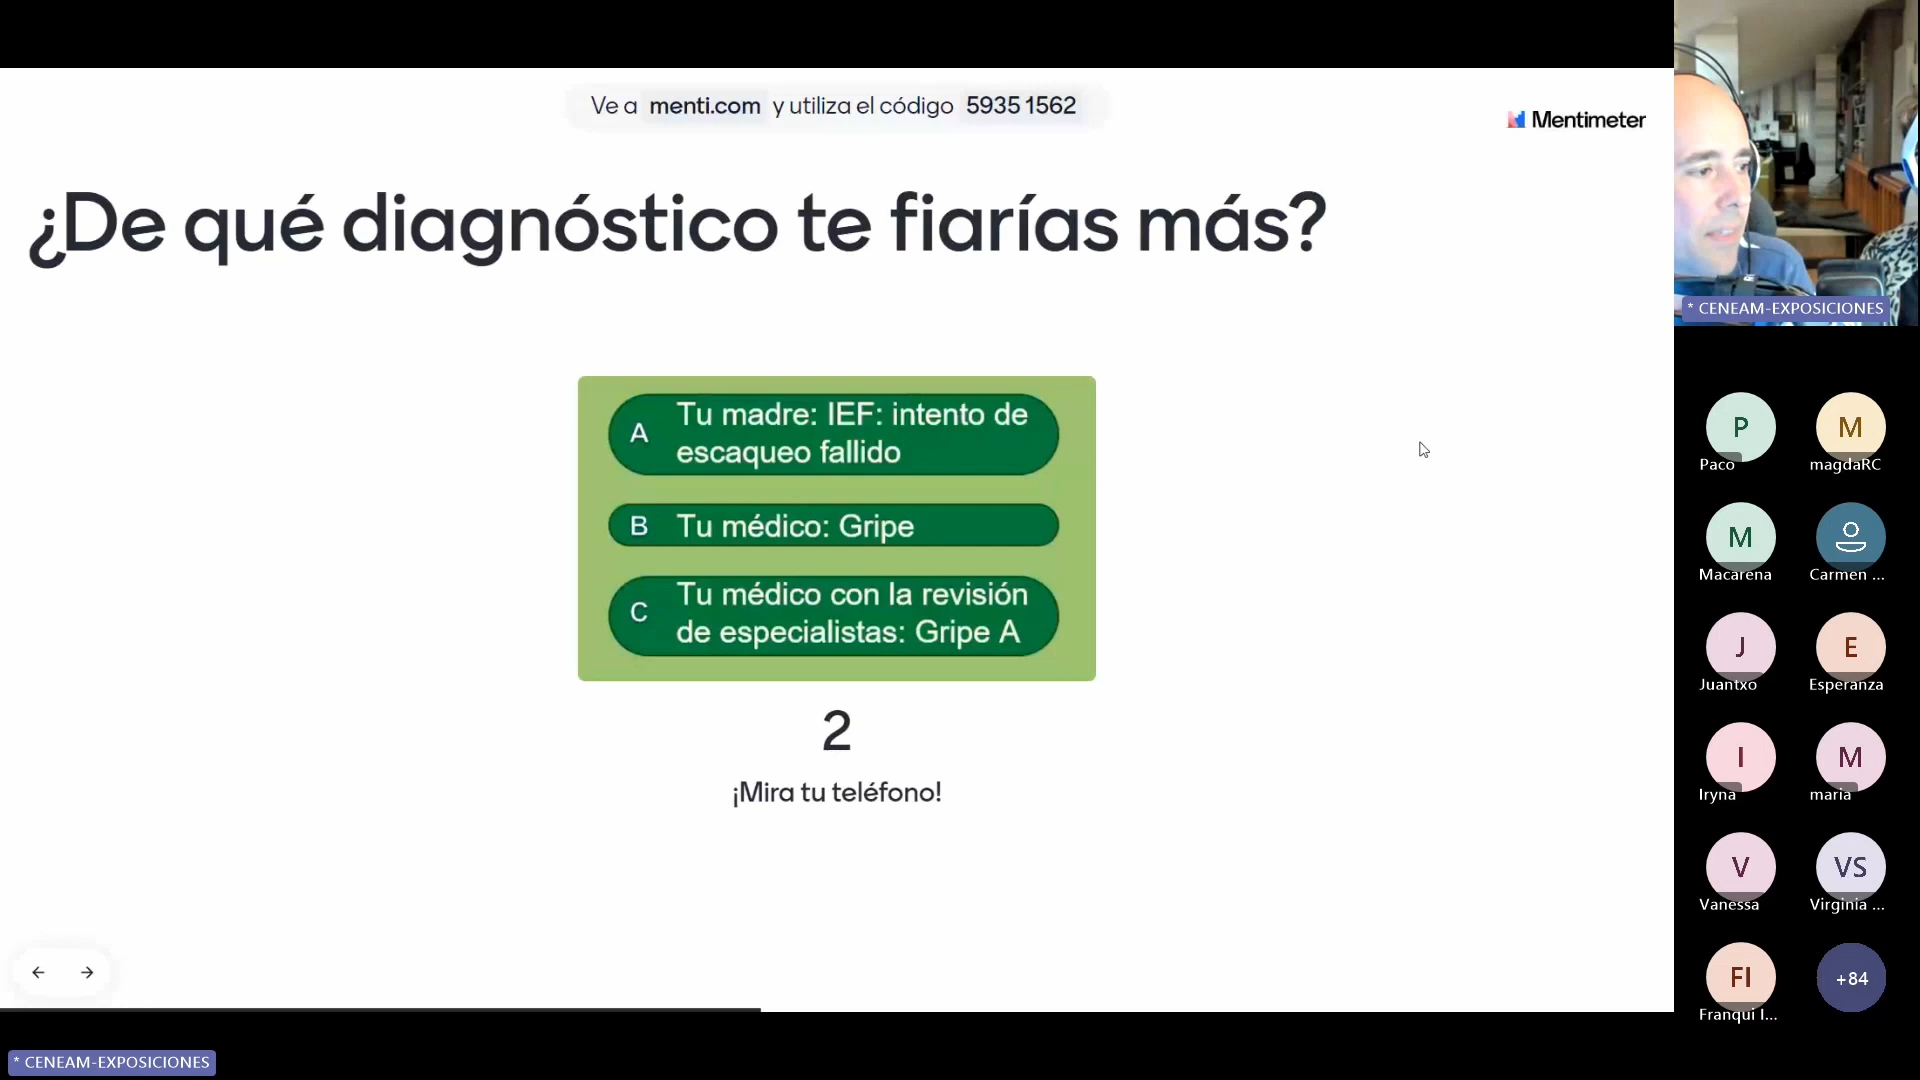 Ve a menti.com y utiliza el código 5935 1562
Mentimeter
¿De qué diagnóstico te fiarías más?
A Tu madre: IEF: intento de
escaqueo fallido
B Tu médico: Gripe
C Tu médico con la revisión
de especialistas: Gripe A
2
¡Mira tu teléfono!
* CENEAM-EXPOSICIONES
* CENEAM-EXPOSICIONES
P M
Paco magdaRC
M
Macarena Carmen ...
J E
Juantxo Esperanza
I M
Iryna maria
V VS
Vanessa Virginia ...
FI +84
Franqui I...